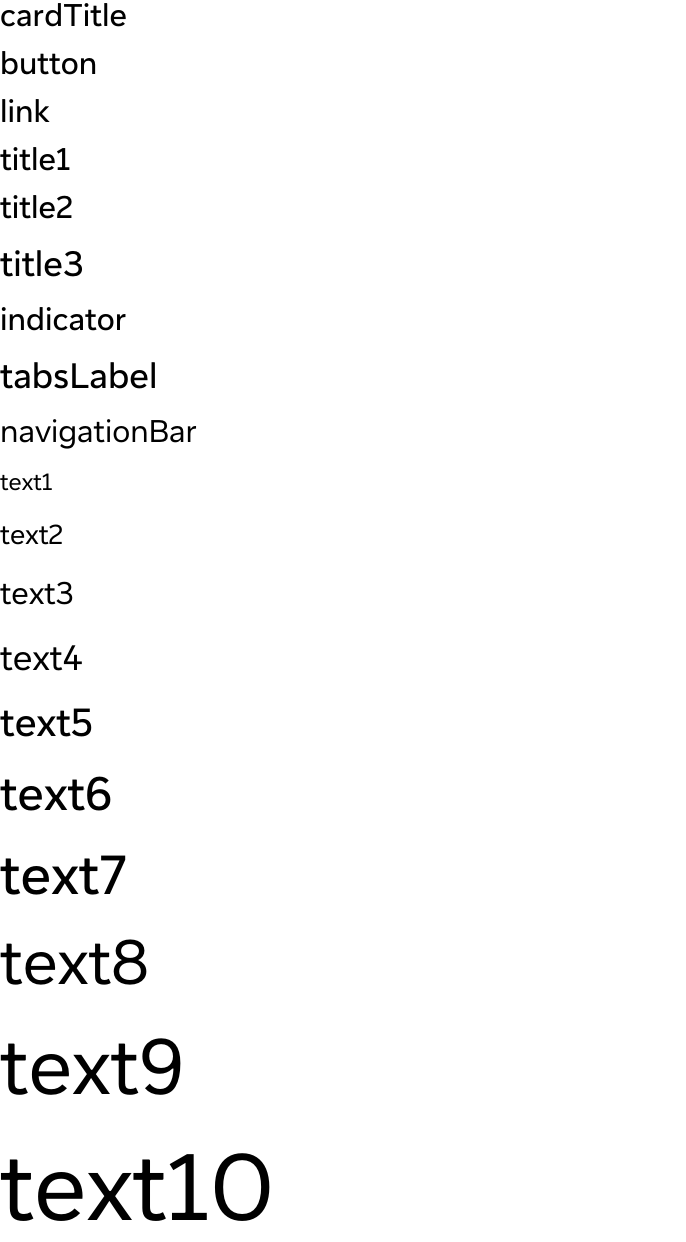 cardTitle
button
link
title1
title2
title3
indicator
tabsLabel
navigationBar
text1
text2
text3
text4
text5
text6
text7
text8
text9
text10